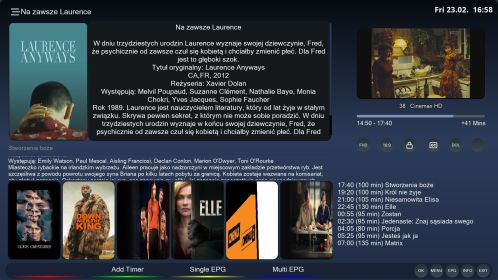 Na zawsze Laurence
Fri 23.02. 16:58
LAURENCE
ANYWAYS
Na zawsze Laurence
W dniu trzydziestych urodzin Laurence wyznaje swojej dziewczynie, Fred,
że psychicznie od zawsze czuł się kobietą i chciałby zmienić płeć. Dla Fred
jest to głęboki szok.
Tytuł oryginalny: Laurence Anyways
CA,FR, 2012
Reżyseria: Xavier Dolan
Występują: Melvil Poupaud, Suzanne Clément, Nathalie Baye, Monia
Chokri, Yves Jacques, Sophie Faucher
Rok 1989. Laurence jest nauczycielem literatury, który od lat żyje w stałym
związku. Skrywa pewien sekret, z którym nie może sobie poradzić. W dniu
trzydziestych urodzin wyznaje w końcu swojej dziewczynie, Fred, że
psychicznie od zawsze czuł się kobietą i chciałby zmienić płeć. Dla Fred
38 Cinemax HD
14:50 - 17:40
+41 Mins
FHD
16:9
DOL
Stworzenia boże
Występują: Emily Watson, Paul Mescal, Aisling Franciosi, Declan Conlon, Marion O'Dwyer, Toni O'Rourke
Miasteczko rybackie na irlandzkim wybrzeżu. Aileen pracuje jako nadzorczyni w miejscowym zakładzie przetwórstwa ryb. Jest
szczęśliwa z powodu powrotu swojego syna Briana po kilku latach pobytu za granicą. Kobieta zostaje wezwana na komisariat,
DOWN
KING
ELLE
17:40 (100 min) Stworzenia boże
19:20 (100 min) Król nie żyje
21:00 (105 min) Niesamowita Elisa
22:45 (130 min) Elle
00:55 (95 min) Zostań
02:30 (95 min) Jedenaste: Znaj sąsiada swego
04:05 (80 min) Porcja
05:25 (95 min) Jesteś jak ja
07:00 (135 min) Matrix
Add Timer
Single EPG
Multi EPG
OK
MENU
EPG
INFO
EXIT